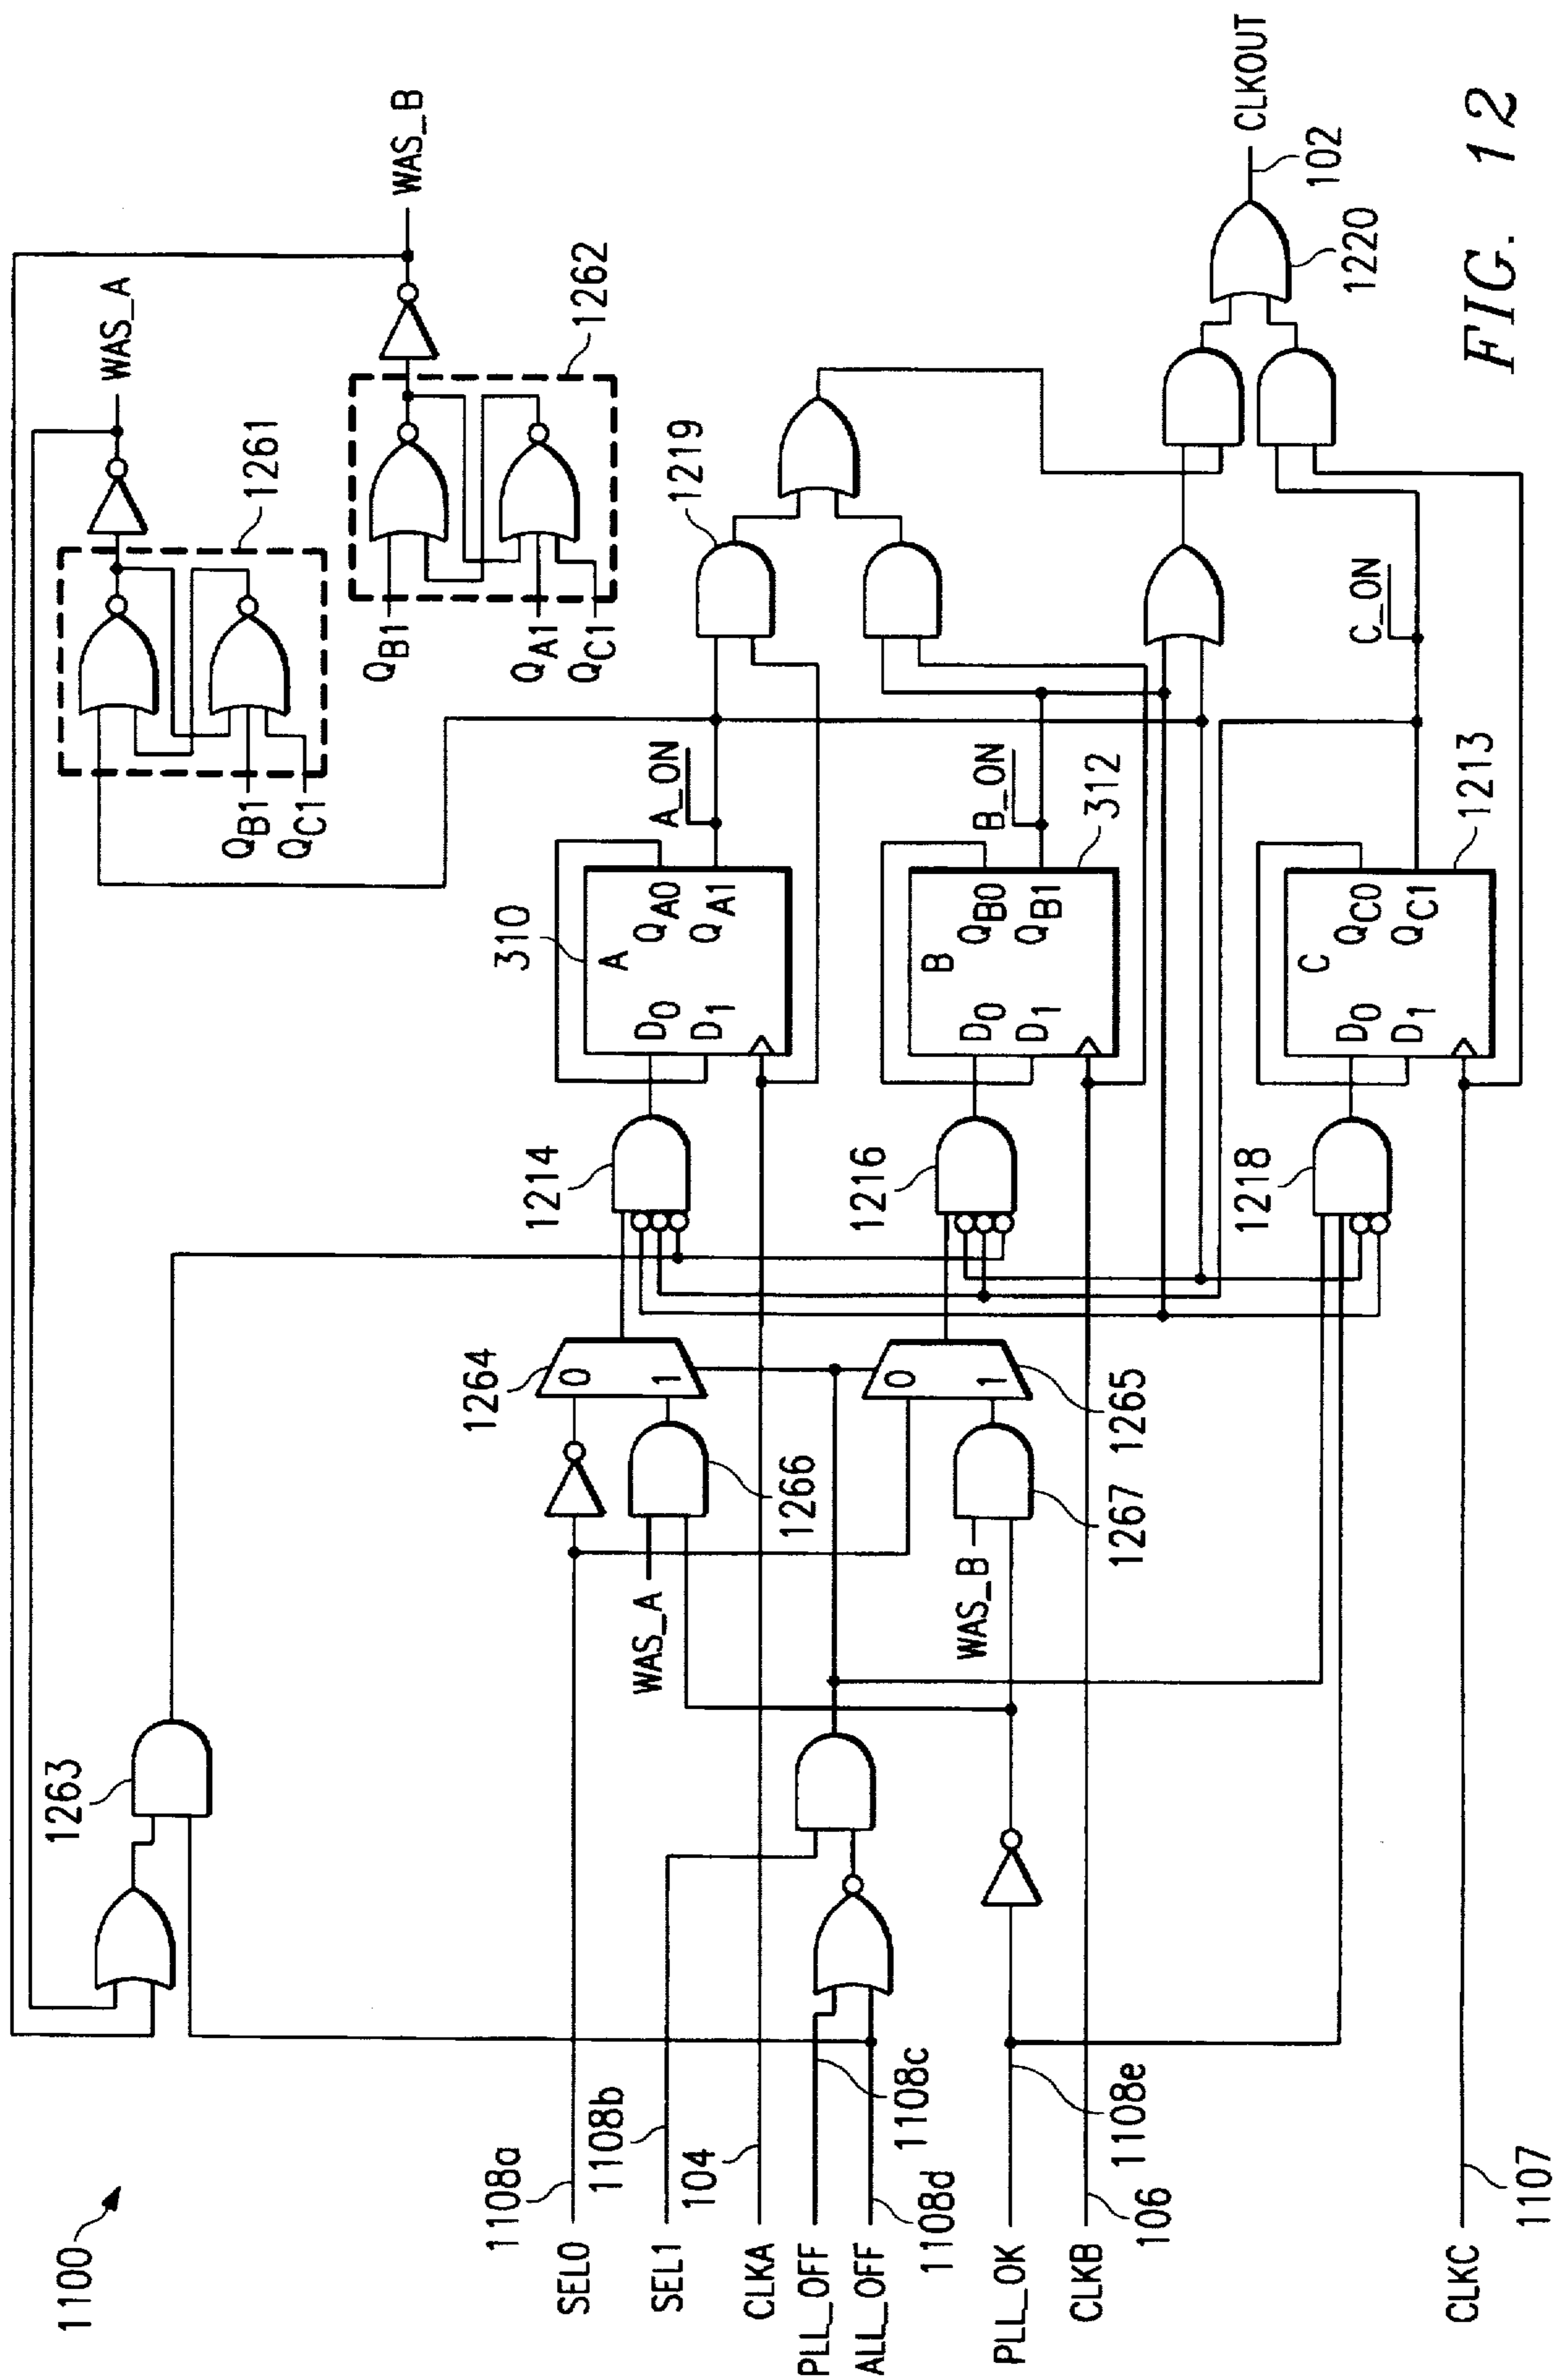 1100
1263
1108a
SEL0
1108b
SEL1
104
CLKA
PLL_OFF
1108c
ALL_OFF
1108d
PLL_OK
1108e
CLKB
106
CLKC
1107
WAS_A
1266
WAS_B
1267
1264
0
1
1265
0
1
1214
1216
1218
310
A
D0
D1
QA0
QA1
A_ON
B
D0
D1
QB0
QB1
B_ON
312
C
D0
D1
QC0
QC1
C_ON
1213
1219
QB1
QC1
1261
WAS_A
QB1
QA1
QC1
1262
WAS_B
1220
102
CLKOUT
FIG. 12